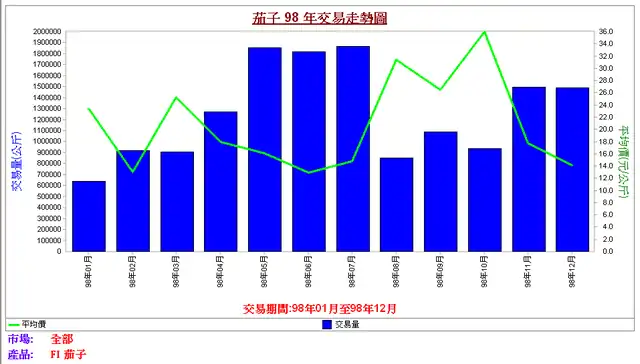 茄子 98 年交易走勢圖
2000000
1900000
1800000
1700000
1600000
1500000
1400000
1300000
1200000
1100000
1000000
900000
800000
700000
600000
500000
400000
300000
200000
100000
0
交易量(公斤)
36.0
34.0
32.0
30.0
28.0
26.0
24.0
22.0
20.0
18.0
16.0
14.0
12.0
10.0
8.0
6.0
4.0
2.0
0.0
平均價(元/公斤)
98年01月
98年02月
98年03月
98年04月
98年05月
98年06月
98年07月
98年08月
98年09月
98年10月
98年11月
98年12月
交易期間:98年01月至98年12月
平均價 交易量
市場: 全部
產品: FI 茄子